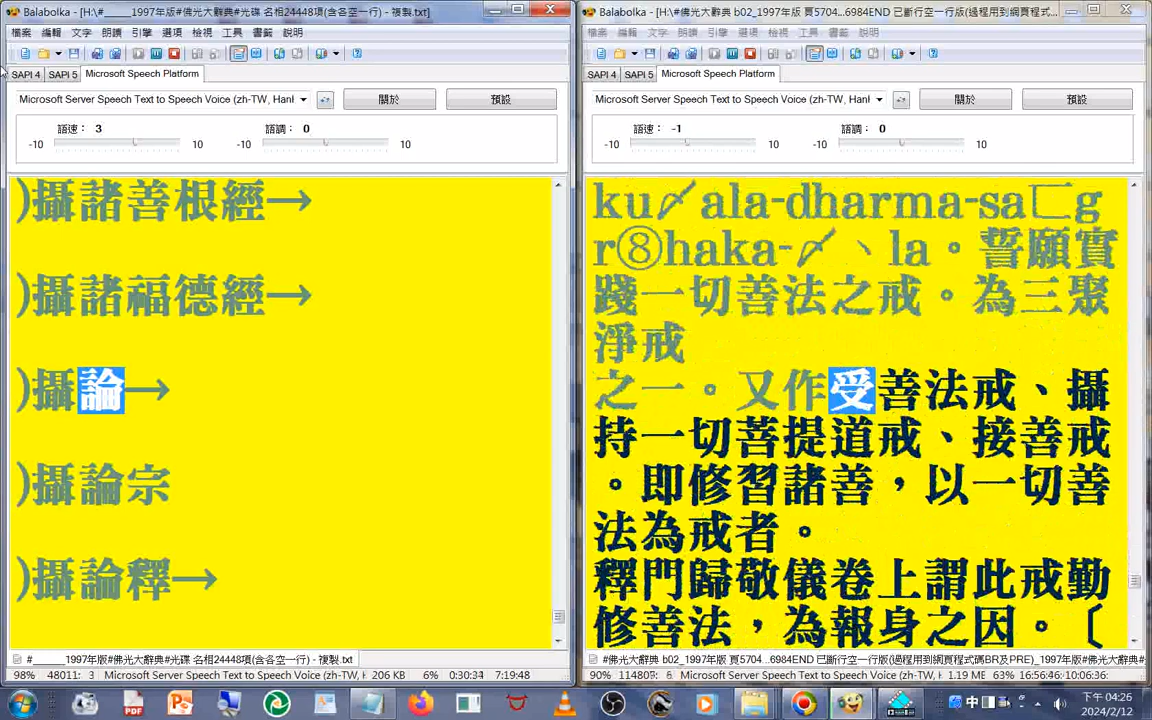 Balabolka - [H:\#_____1997年版#佛光大辭典#光碟 名相24448項(含各空一行) - 複製.txt]
檔案 編輯 文字 朗讀 引擎 選項 檢視 工具 書籤 說明
SAPI 4 SAPI 5 Microsoft Speech Platform
Microsoft Server Speech Text to Speech Voice (zh-TW, Hanl 關於 預設
語速： 3 語調： 0
-10 10 -10 10
)攝諸善根經→
)攝諸福德經→
)攝論→
)攝論宗
)攝論釋→
#_____1997年版#佛光大辭典#光碟 名相24448項(含各空一行) - 複製.txt
98% 48011: 3 Microsoft Server Speech Text to Speech Voice (zh-TW, H 206 KB 6% 0:30:34 7:19:48
Balabolka - [H:\#佛光大辭典 b02_1997年版 頁5704...6984END 已斷行空一行版(過程用到網頁程式...
檔案 編輯 文字 朗讀 引擎 選項 檢視 工具 書籤 說明
SAPI 4 SAPI 5 Microsoft Speech Platform
Microsoft Server Speech Text to Speech Voice (zh-TW, Hanl 關於 預設
語速： -1 語調： 0
-10 10 -10 10
ku〆ala-dharma-sa匚g
r⑧haka-〆、la。誓願實
踐一切善法之戒。為三聚
淨戒
之一。又作受善法戒、攝
持一切菩提道戒、接善戒
。即修習諸善，以一切善
法為戒者。
釋門歸敬儀卷上謂此戒勤
修善法，為報身之因。〔
#佛光大辭典 b02_1997年版 頁5704...6984END 已斷行空一行版(過程用到網頁程式碼BR及PRE)_1997年版#佛光大辭典#
Microsoft Server Speech Text to Speech Voice (zh-TW, 1.19 MB 63% 16:56:46
下午 04:26
2024/2/12